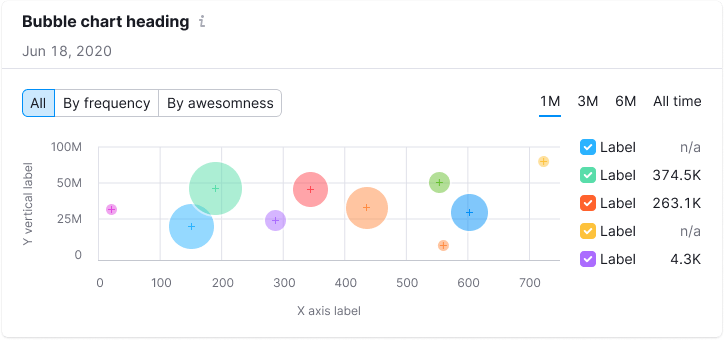 Bubble chart heading i
Jun 18, 2020
All By frequency By awesomness
1M 3M 6M All time
Y vertical label
100M
50M
25M
0
0 100 200 300 400 500 600 700
X axis label
Label n/a
Label 374.5K
Label 263.1K
Label n/a
Label 4.3K